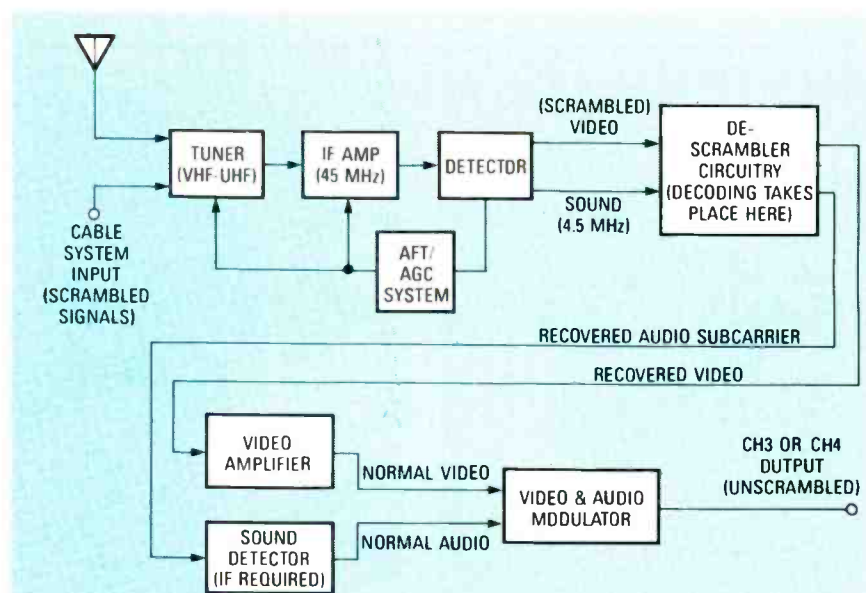 TUNER
(VHF-UHF)
IF AMP
(45 MHz)
DETECTOR
(SCRAMBLED)
VIDEO
SOUND
(4.5 MHz)
DE-
SCRAMBLER
CIRCUITRY
(DECODING TAKES
PLACE HERE)
CABLE
SYSTEM
INPUT
(SCRAMBLED
SIGNALS)
AFT/
AGC
SYSTEM
RECOVERED AUDIO SUBCARRIER
RECOVERED VIDEO
VIDEO
AMPLIFIER
NORMAL VIDEO
SOUND
DETECTOR
(IF REQUIRED)
NORMAL AUDIO
VIDEO & AUDIO
MODULATOR
CH3 OR CH4
OUTPUT
(UNSCRAMBLED)